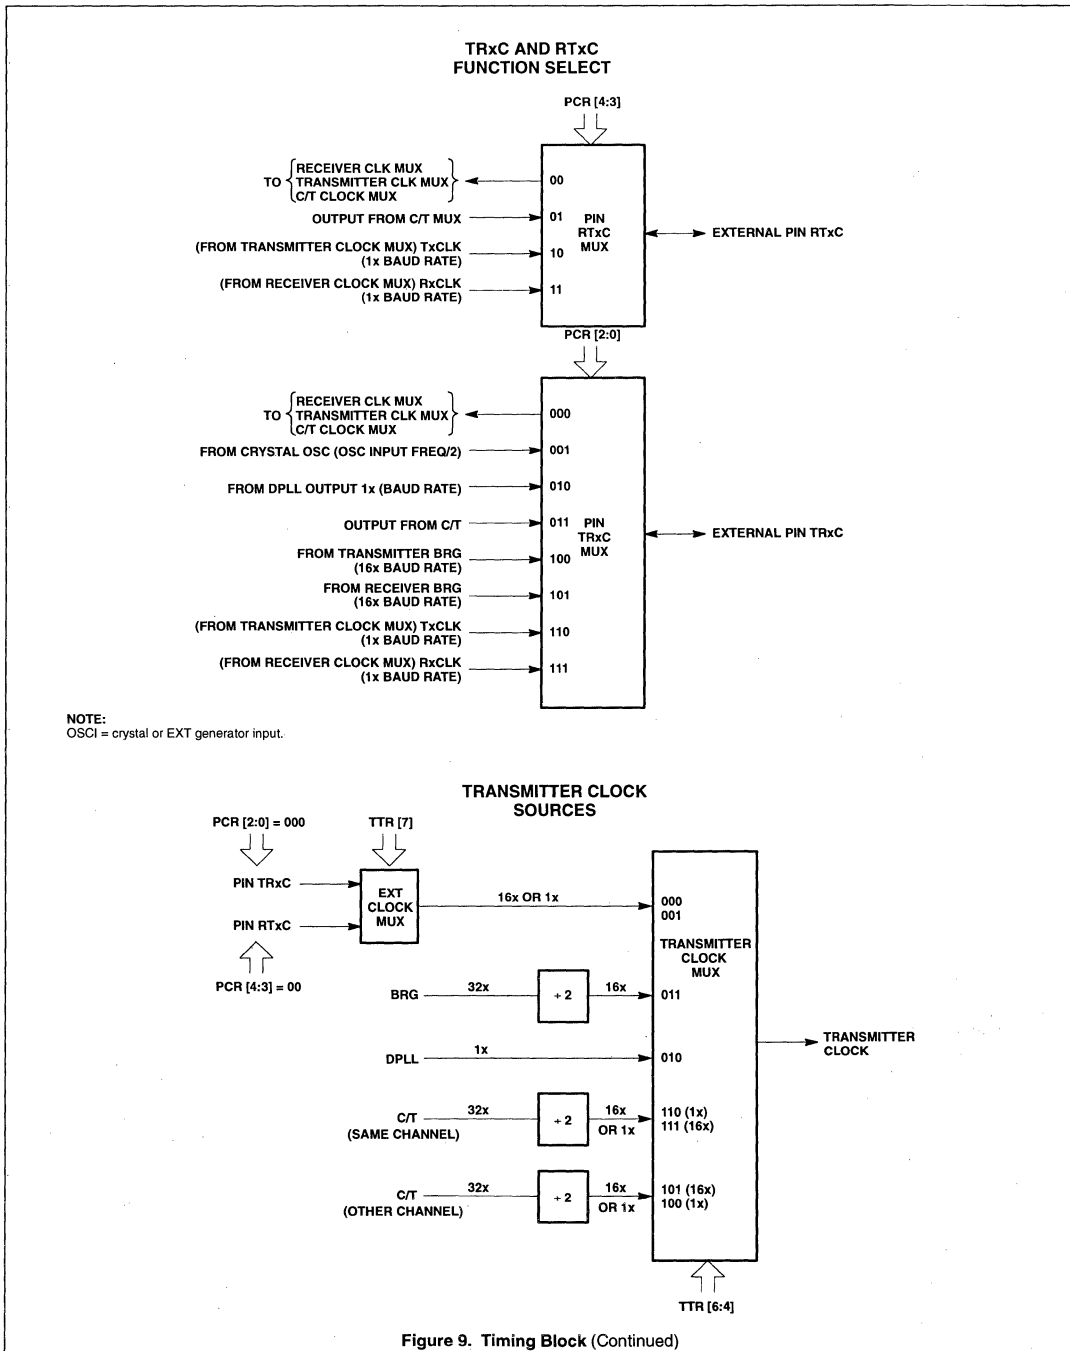 TRxC AND RTxC
FUNCTION SELECT
PCR [4:3]
TO { RECEIVER CLK MUX
TRANSMITTER CLK MUX
C/T CLOCK MUX }
00
OUTPUT FROM C/T MUX
01
(FROM TRANSMITTER CLOCK MUX) TxCLK
(1x BAUD RATE)
10
(FROM RECEIVER CLOCK MUX) RxCLK
(1x BAUD RATE)
11
PIN
RTxC
MUX
EXTERNAL PIN RTxC
PCR [2:0]
TO { RECEIVER CLK MUX
TRANSMITTER CLK MUX
C/T CLOCK MUX }
000
FROM CRYSTAL OSC (OSC INPUT FREQ/2)
001
FROM DPLL OUTPUT 1x (BAUD RATE)
010
OUTPUT FROM C/T
011
FROM TRANSMITTER BRG
(16x BAUD RATE)
100
FROM RECEIVER BRG
(16x BAUD RATE)
101
(FROM TRANSMITTER CLOCK MUX) TxCLK
(1x BAUD RATE)
110
(FROM RECEIVER CLOCK MUX) RxCLK
(1x BAUD RATE)
111
PIN
TRxC
MUX
EXTERNAL PIN TRxC
NOTE:
OSCI = crystal or EXT generator input.
TRANSMITTER CLOCK
SOURCES
PCR [2:0] = 000
TTR [7]
PIN TRxC
PIN RTxC
PCR [4:3] = 00
EXT
CLOCK
MUX
16x OR 1x
000
001
TRANSMITTER
CLOCK
MUX
BRG
32x
÷ 2
16x
011
DPLL
1x
010
C/T
(SAME CHANNEL)
32x
÷ 2
16x
OR 1x
110 (1x)
111 (16x)
C/T
(OTHER CHANNEL)
32x
÷ 2
16x
OR 1x
101 (16x)
100 (1x)
TRANSMITTER
CLOCK
TTR [6:4]
Figure 9. Timing Block (Continued)